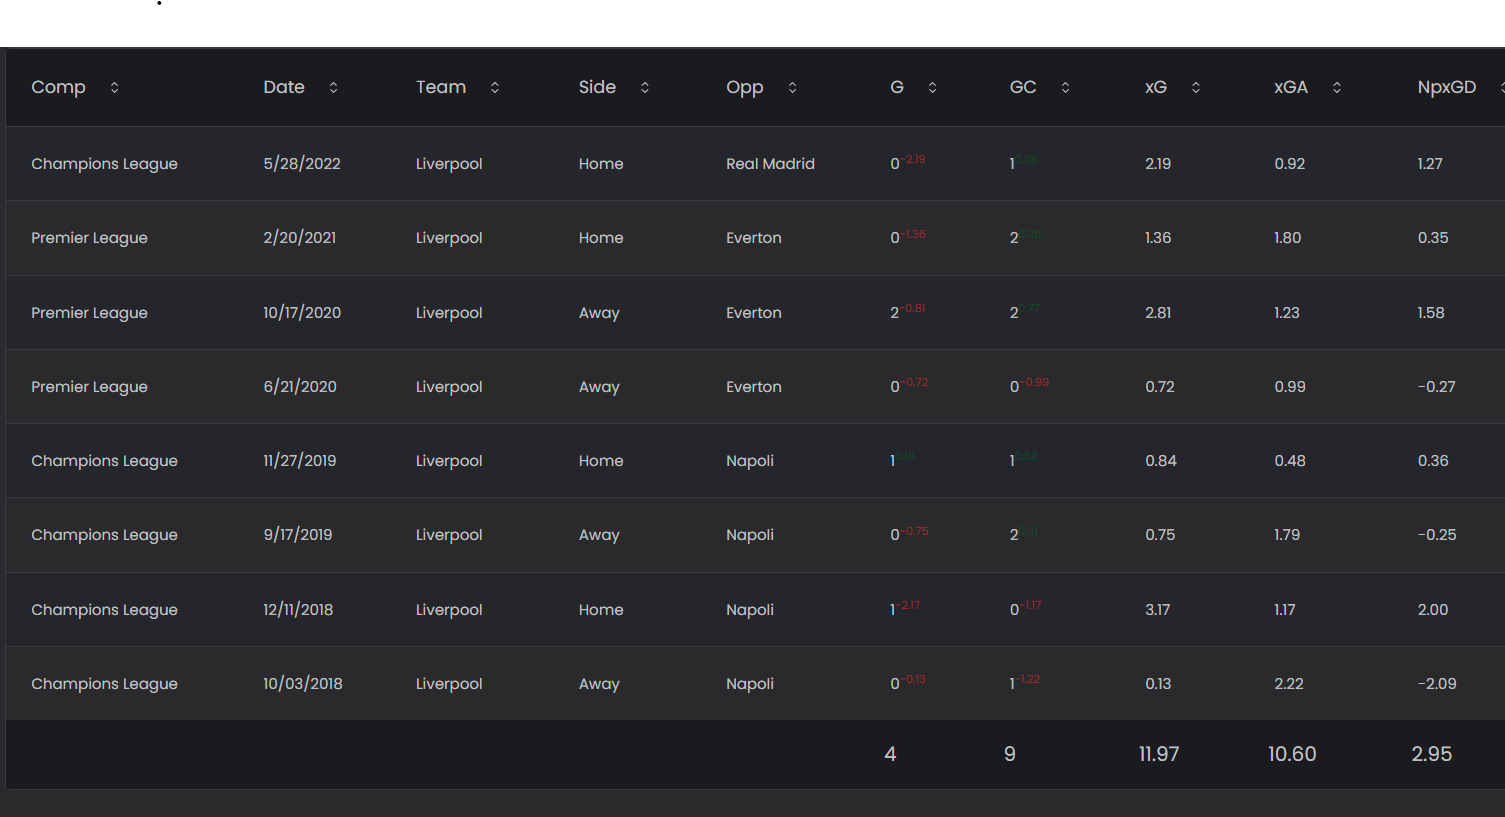 Comp Date Team Side Opp G GC xG xGA NpxGD
Champions League 5/28/2022 Liverpool Home Real Madrid 0 -2.19 1 0.08 2.19 0.92 1.27
Premier League 2/20/2021 Liverpool Home Everton 0 -1.36 2 0.20 1.36 1.80 0.35
Premier League 10/17/2020 Liverpool Away Everton 2 -0.81 2 0.77 2.81 1.23 1.58
Premier League 6/21/2020 Liverpool Away Everton 0 -0.72 0 -0.99 0.72 0.99 -0.27
Champions League 11/27/2019 Liverpool Home Napoli 1 0.16 1 0.52 0.84 0.48 0.36
Champions League 9/17/2019 Liverpool Away Napoli 0 -0.75 2 0.21 0.75 1.79 -0.25
Champions League 12/11/2018 Liverpool Home Napoli 1 -2.17 0 -1.17 3.17 1.17 2.00
Champions League 10/03/2018 Liverpool Away Napoli 0 -0.13 1 -1.22 0.13 2.22 -2.09
4 9 11.97 10.60 2.95